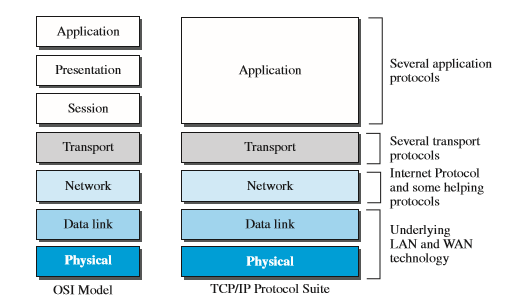 Application
Presentation
Session
Transport
Network
Data link
Physical
OSI Model
Application
Transport
Network
Data link
Physical
TCP/IP Protocol Suite
Several application
protocols
Several transport
protocols
Internet Protocol
and some helping
protocols
Underlying
LAN and WAN
technology